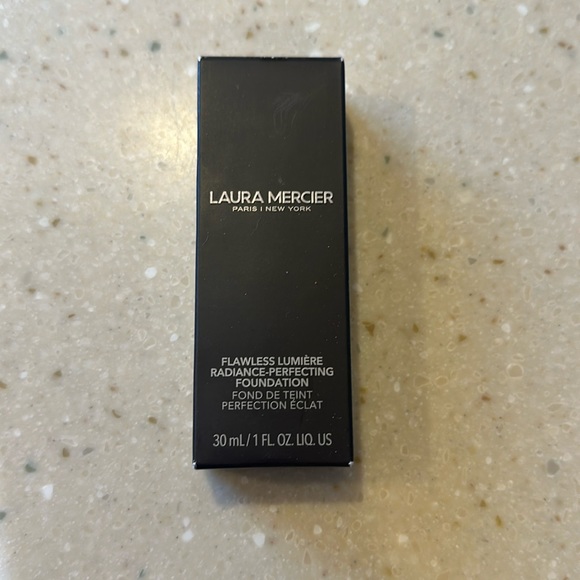 LAURA MERCIER
PARIS | NEW YORK
FLAWLESS LUMIÈRE
RADIANCE-PERFECTING
FOUNDATION
FOND DE TEINT
PERFECTION ÉCLAT
30 mL/1 FL. OZ. LIQ. US